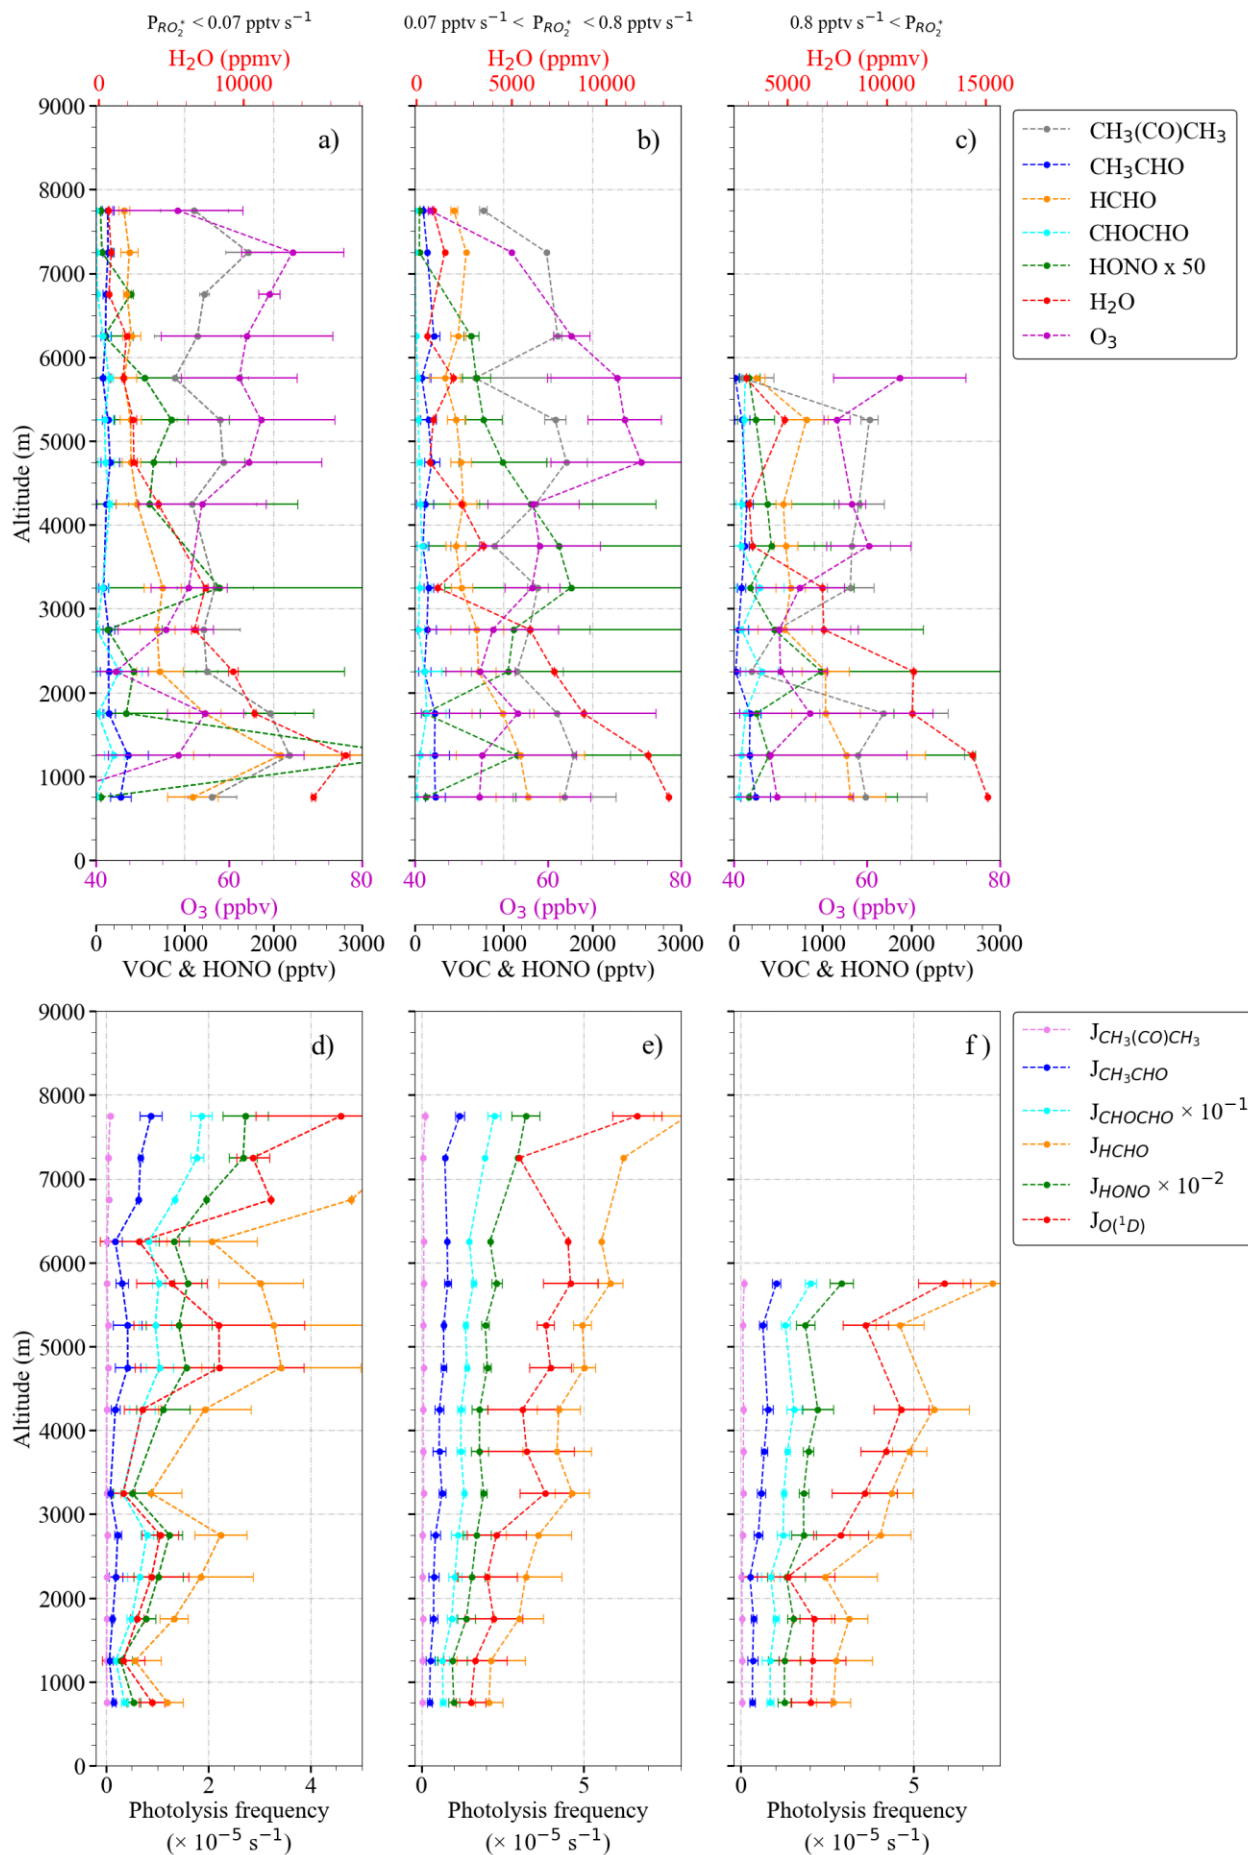 P_{RO_2^*} < 0.07 pptv s⁻¹
0.07 pptv s⁻¹ < P_{RO_2^*} < 0.8 pptv s⁻¹
0.8 pptv s⁻¹ < P_{RO_2^*}
H₂O (ppmv)
H₂O (ppmv)
H₂O (ppmv)
0 10000
0 5000 10000
5000 10000 15000
9000
8000
7000
6000
5000
4000
3000
2000
1000
0
Altitude (m)
a)
b)
c)
CH₃(CO)CH₃
CH₃CHO
HCHO
CHOCHO
HONO x 50
H₂O
O₃
40 60 80
60 80
40 60 80
O₃ (ppbv)
O₃ (ppbv)
O₃ (ppbv)
0 1000 2000 3000
0 1000 2000 3000
0 1000 2000 3000
VOC & HONO (pptv)
VOC & HONO (pptv)
VOC & HONO (pptv)
9000
8000
7000
6000
5000
4000
3000
2000
1000
0
Altitude (m)
d)
e)
f )
J_{CH₃(CO)CH₃}
J_{CH₃CHO}
J_{CHOCHO} × 10⁻¹
J_{HCHO}
J_{HONO} × 10⁻²
J_{O(¹D)}
0 2 4
0 5
0 5
Photolysis frequency
(× 10⁻⁵ s⁻¹)
Photolysis frequency
(× 10⁻⁵ s⁻¹)
Photolysis frequency
(× 10⁻⁵ s⁻¹)